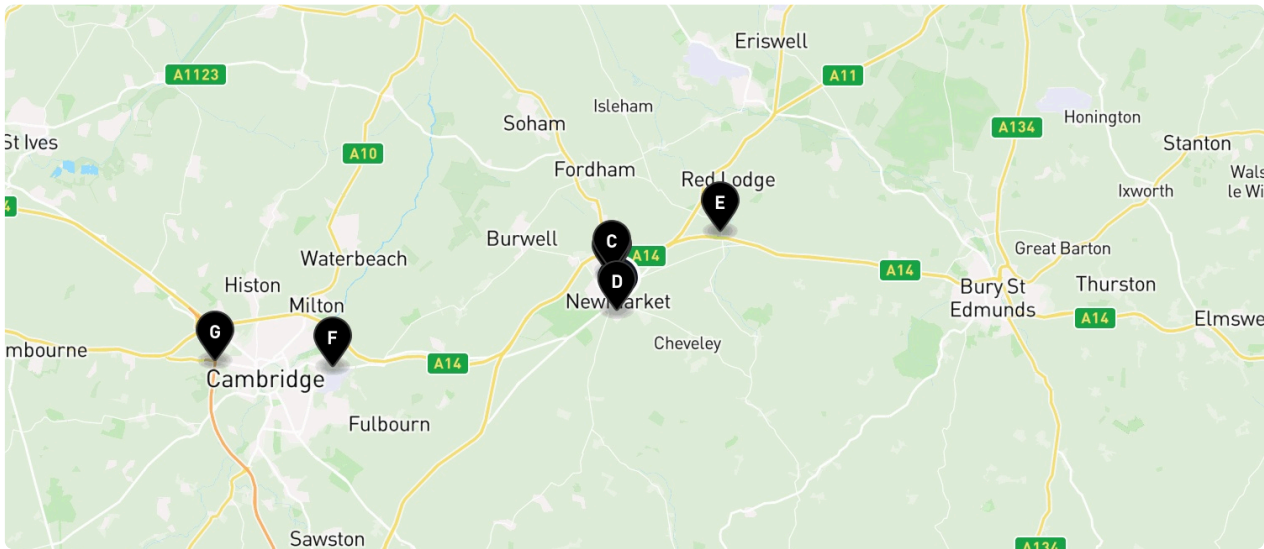 Eriswell
A11
A1123
Isleham
A134
Honington
Soham
St Ives
A10
Stanton
Fordham
Wals
le Wi
Red Lodge
Ixworth
E
4
Burwell
C
A14
Great Barton
Waterbeach
A14
Histon
D
Bury St
Edmunds
Thurston
Milton
Newmarket
A14
Elmswe
G
F
mbourne
Cheveley
A14
Cambridge
Fulbourn
Sawston
A134